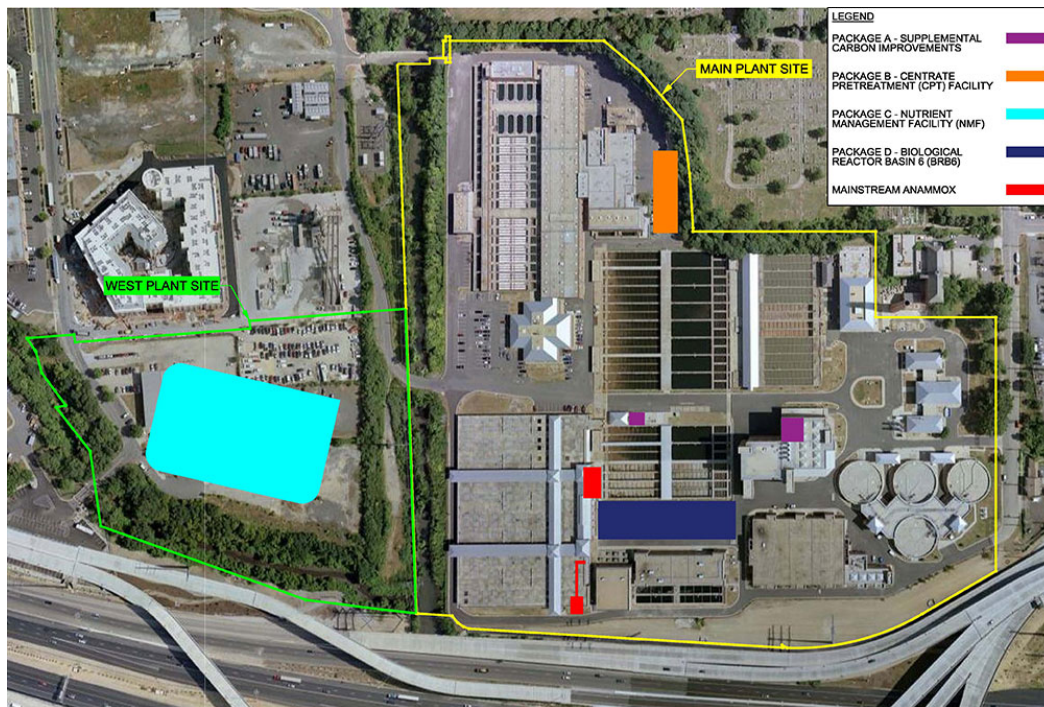 LEGEND
PACKAGE A - SUPPLEMENTAL
CARBON IMPROVEMENTS
PACKAGE B - CENTRATE
PRETREATMENT (CPT) FACILITY
PACKAGE C - NUTRIENT
MANAGEMENT FACILITY (NMF)
PACKAGE D - BIOLOGICAL
REACTOR BASIN 6 (BRB6)
MAINSTREAM ANAMMOX
MAIN PLANT SITE
WEST PLANT SITE